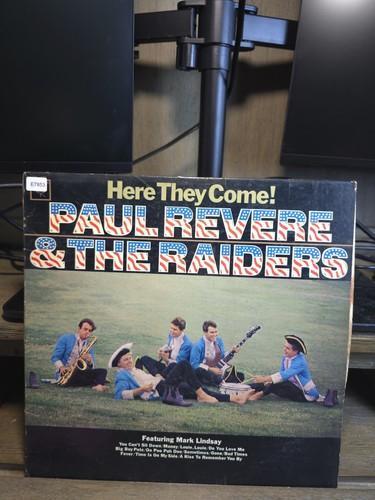 E7953
Here They Come!
PAUL REVERE
& THE RAIDERS
Featuring Mark Lindsay
You Can't Sit Down/Money/Louie, Louie/Do You Love Me
Big Boy Pete/Oo Poo Pah Doo/Sometimes/Gone/Bad Times
Fever/Time Is On My Side/A Kiss To Remember You By